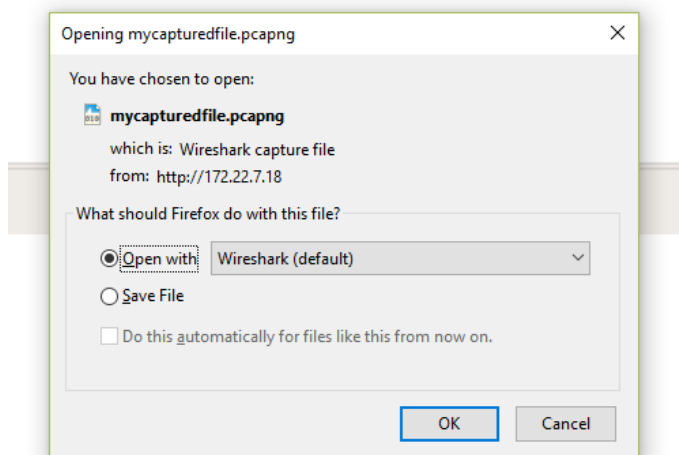 Opening mycapturedfile.pcapng
You have chosen to open:
mycapturedfile.pcapng
which is: Wireshark capture file
from: http://172.22.7.18
What should Firefox do with this file?
Open with Wireshark (default)
Save File
Do this automatically for files like this from now on.
OK Cancel